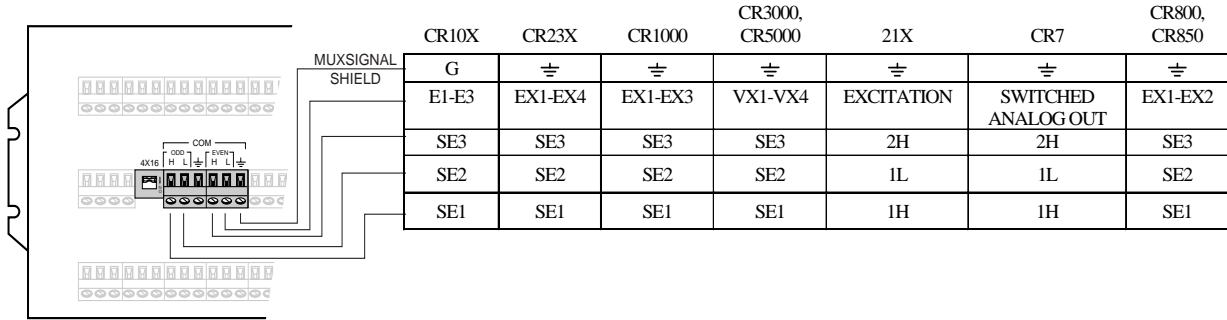 CR10X CR23X CR1000 CR3000, CR5000 21X CR7 CR800, CR850
MUXSIGNAL SHIELD
G ⏚ ⏚ ⏚ ⏚ ⏚ ⏚
E1-E3 EX1-EX4 EX1-EX3 VX1-VX4 EXCITATION SWITCHED ANALOG OUT EX1-EX2
SE3 SE3 SE3 SE3 2H 2H SE3
SE2 SE2 SE2 SE2 1L 1L SE2
SE1 SE1 SE1 SE1 1H 1H SE1
COM
ODD EVEN
4X16 H L ⏚ H L ⏚